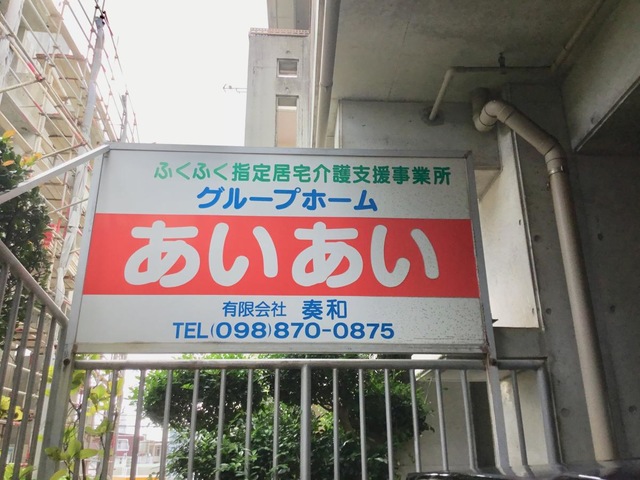 ふくふく指定居宅介護支援事業所
グループホーム
あいあい
有限会社 奏和
TEL(098)870-0875